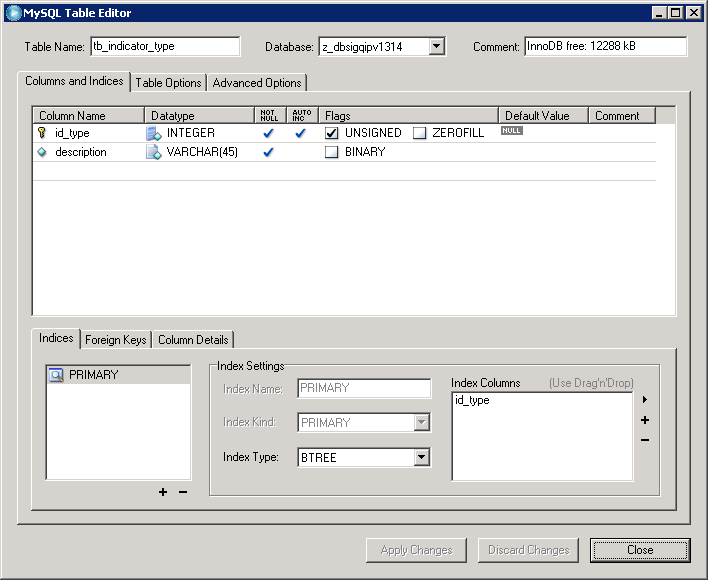 MySQL Table Editor
Table Name: tb_indicator_type Database: z_dbsigqipv1314 Comment: InnoDB free: 12288 kB
Columns and Indices Table Options Advanced Options
Column Name Datatype NOT NULL AUTO INC Flags Default Value Comment
id_type INTEGER UNSIGNED ZEROFILL NULL
description VARCHAR(45) BINARY
Indices Foreign Keys Column Details
PRIMARY
Index Settings
Index Name: PRIMARY
Index Kind: PRIMARY
Index Type: BTREE
Index Columns (Use Drag'n'Drop)
id_type
Apply Changes Discard Changes Close